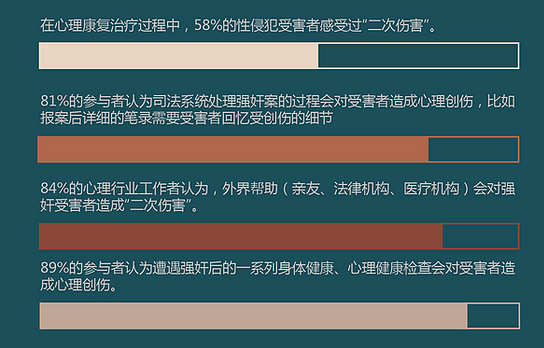 在心理康复治疗过程中，58%的性侵犯受害者感受过“二次伤害”。
81%的参与者认为司法系统处理强奸案的过程会对受害者造成心理创伤，比如
报案后详细的笔录需要受害者回忆受创伤的细节
84%的心理行业工作者认为，外界帮助（亲友、法律机构、医疗机构）会对强
奸受害者造成“二次伤害”。
89%的参与者认为遭遇强奸后的一系列身体健康、心理健康检查会对受害者造
成心理创伤。